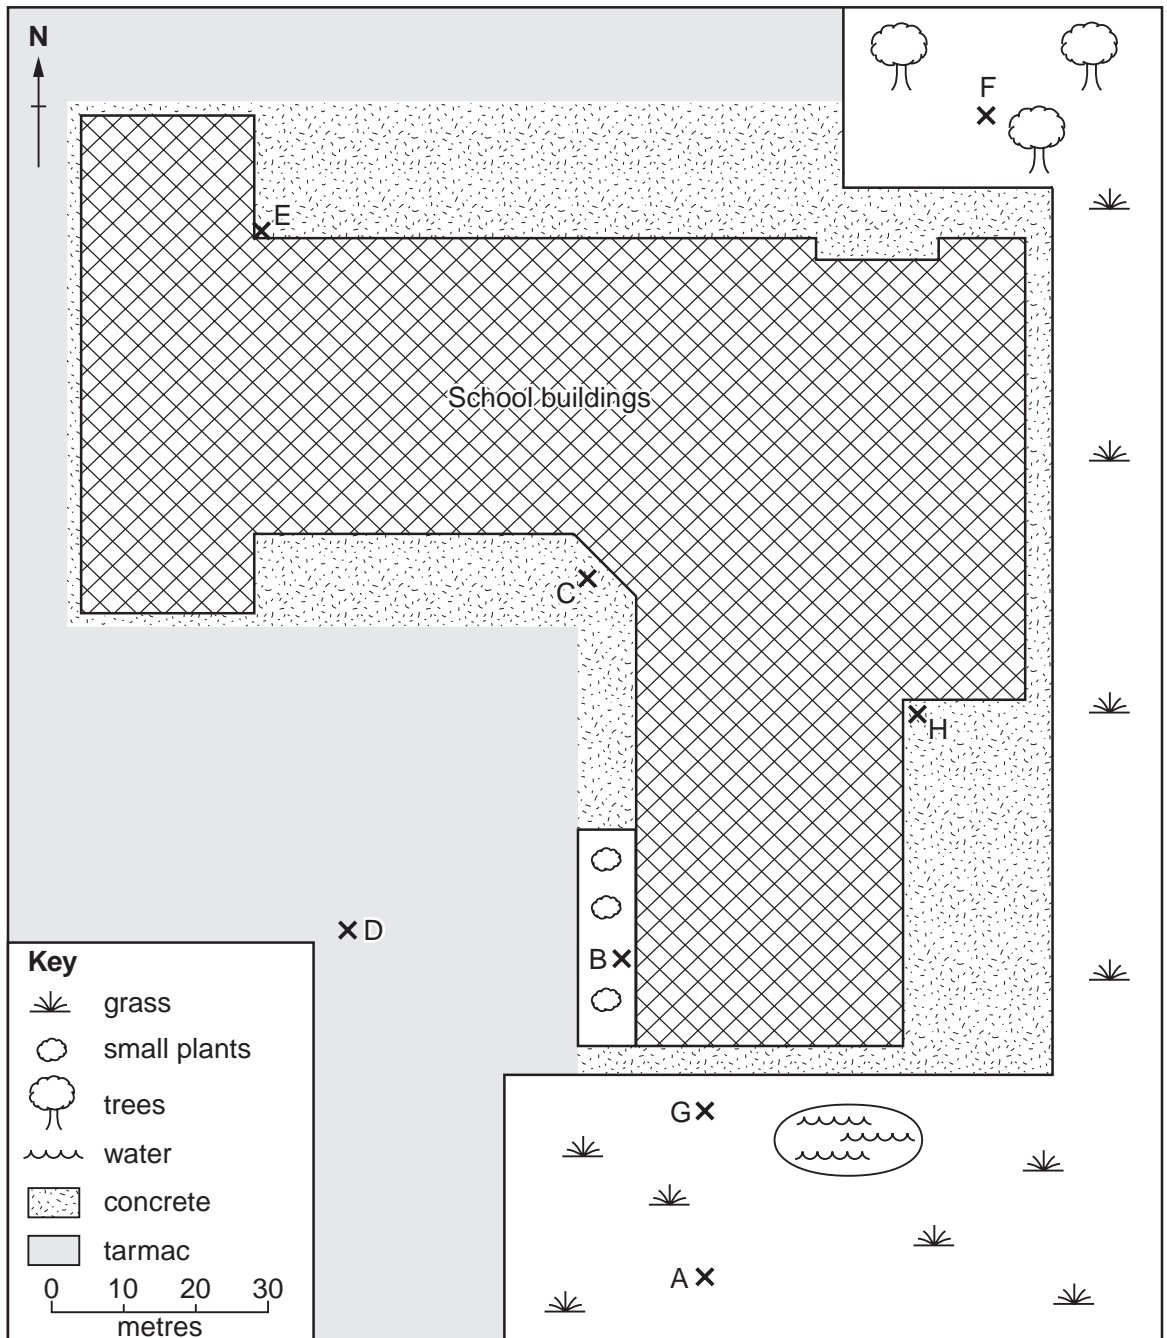 N
F
E
School buildings
C
H
D
B
Key
grass
small plants
trees
water
concrete
tarmac
0 10 20 30
metres
G
A